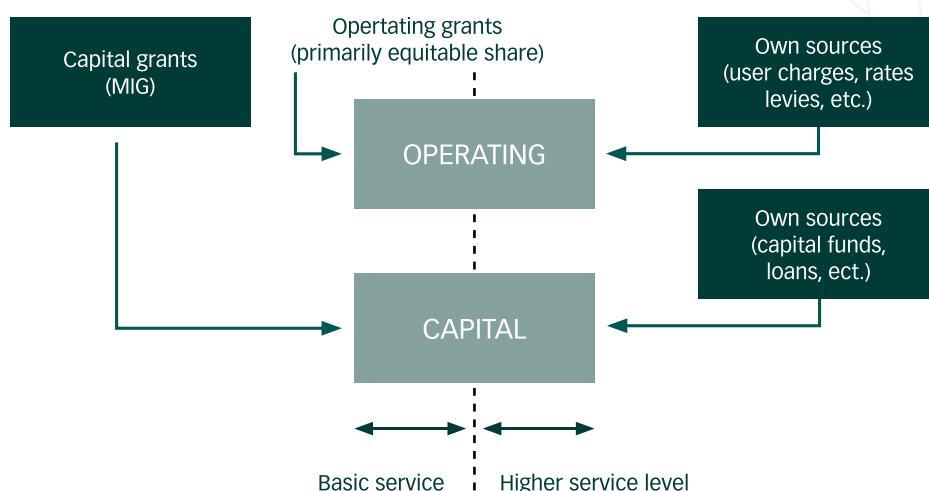 Capital grants
(MIG)
Opertating grants
(primarily equitable share)
Own sources
(user charges, rates
levies, etc.)
OPERATING
Own sources
(capital funds,
loans, ect.)
CAPITAL
Basic service
Higher service level